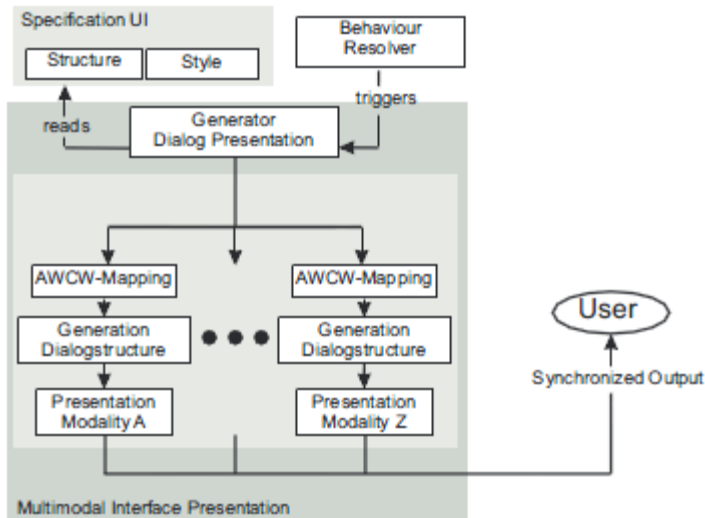 Specification UI
Structure
Style
Behaviour
Resolver
triggers
reads
Generator
Dialog Presentation
AWCW-Mapping
AWCW-Mapping
Generation
Dialogstructure
Generation
Dialogstructure
User
Synchronized Output
Presentation
Modality A
Presentation
Modality Z
Multimodal Interface Presentation